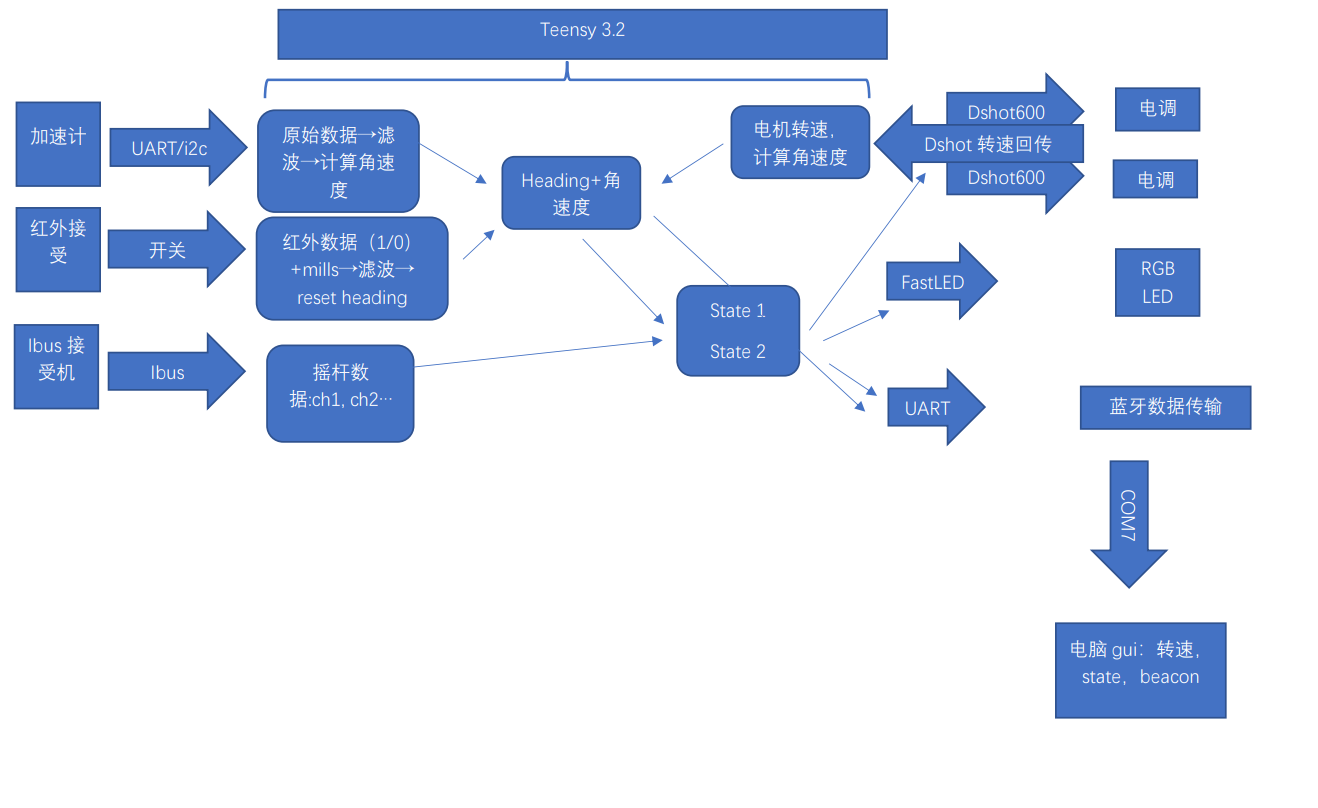 Teensy 3.2
加速计
UART/i2c
原始数据→滤
波→计算角速
度
Heading+角
速度
电机转速，
计算角速度
Dshot600
Dshot 转速回传
Dshot600
电调
电调
红外接
受
开关
红外数据（1/0）
+mills→滤波→
reset heading
State 1
State 2
FastLED
RGB
LED
Ibus 接
受机
Ibus
摇杆数
据:ch1, ch2…
UART
蓝牙数据传输
COM7
电脑 gui：转速，
state，beacon